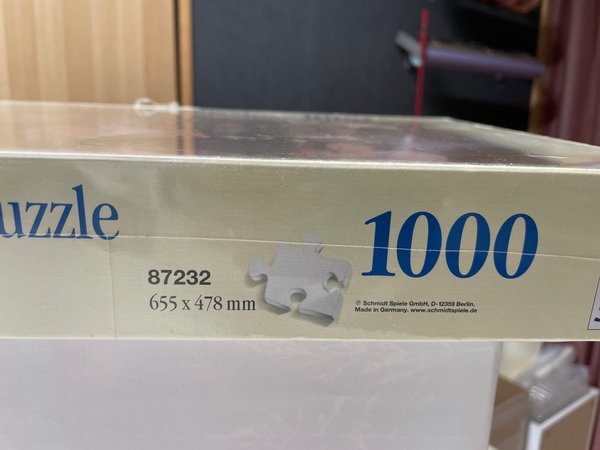 uzzle
1000
87232
655 x 478 mm
℗ Schmidt Spiele GmbH, D-12359 Berlin.
Made in Germany. www.schmidtspiele.de